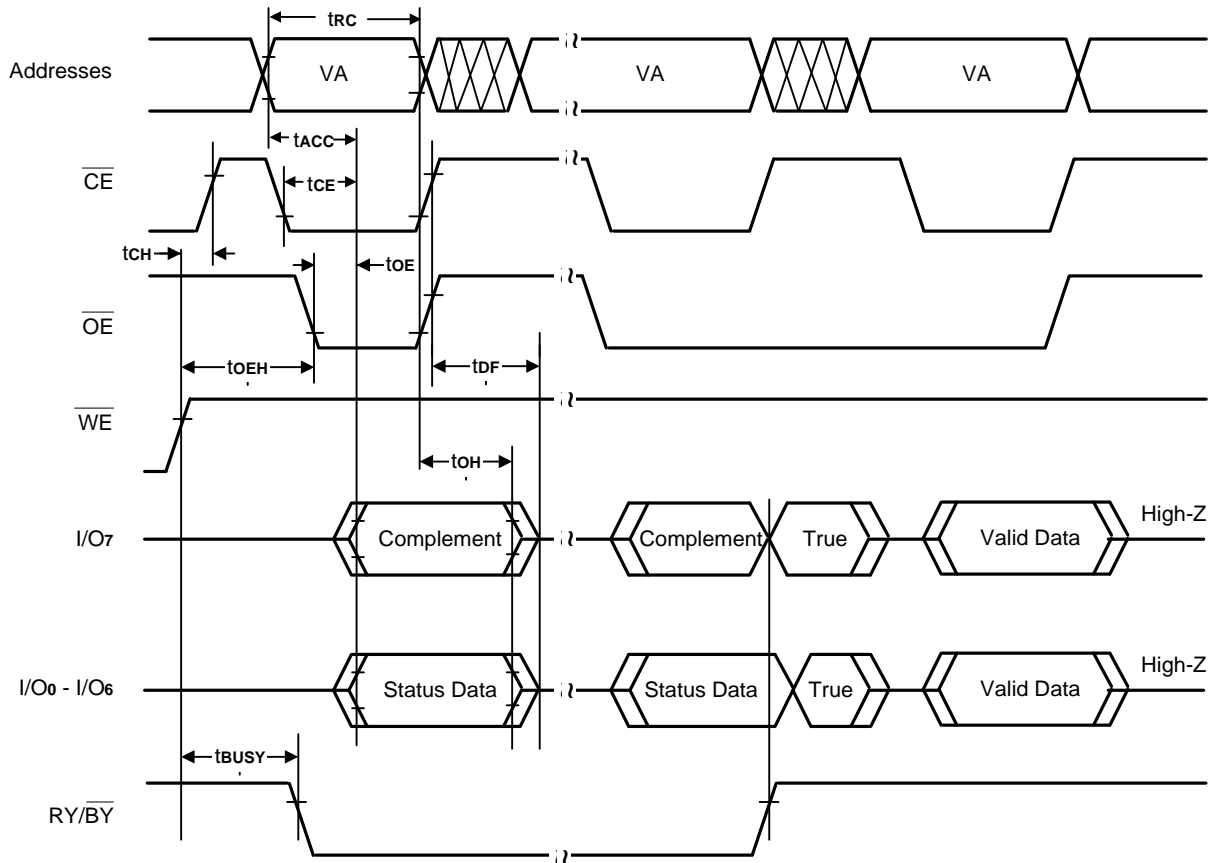 tRC
Addresses
VA
VA
VA
tACC
CE
tCE
tCH
tOE
OE
tOEH
tDF
WE
tOH
I/O7
Complement
Complement
True
Valid Data
High-Z
I/O0 - I/O6
Status Data
Status Data
True
Valid Data
High-Z
tBUSY
RY/BY